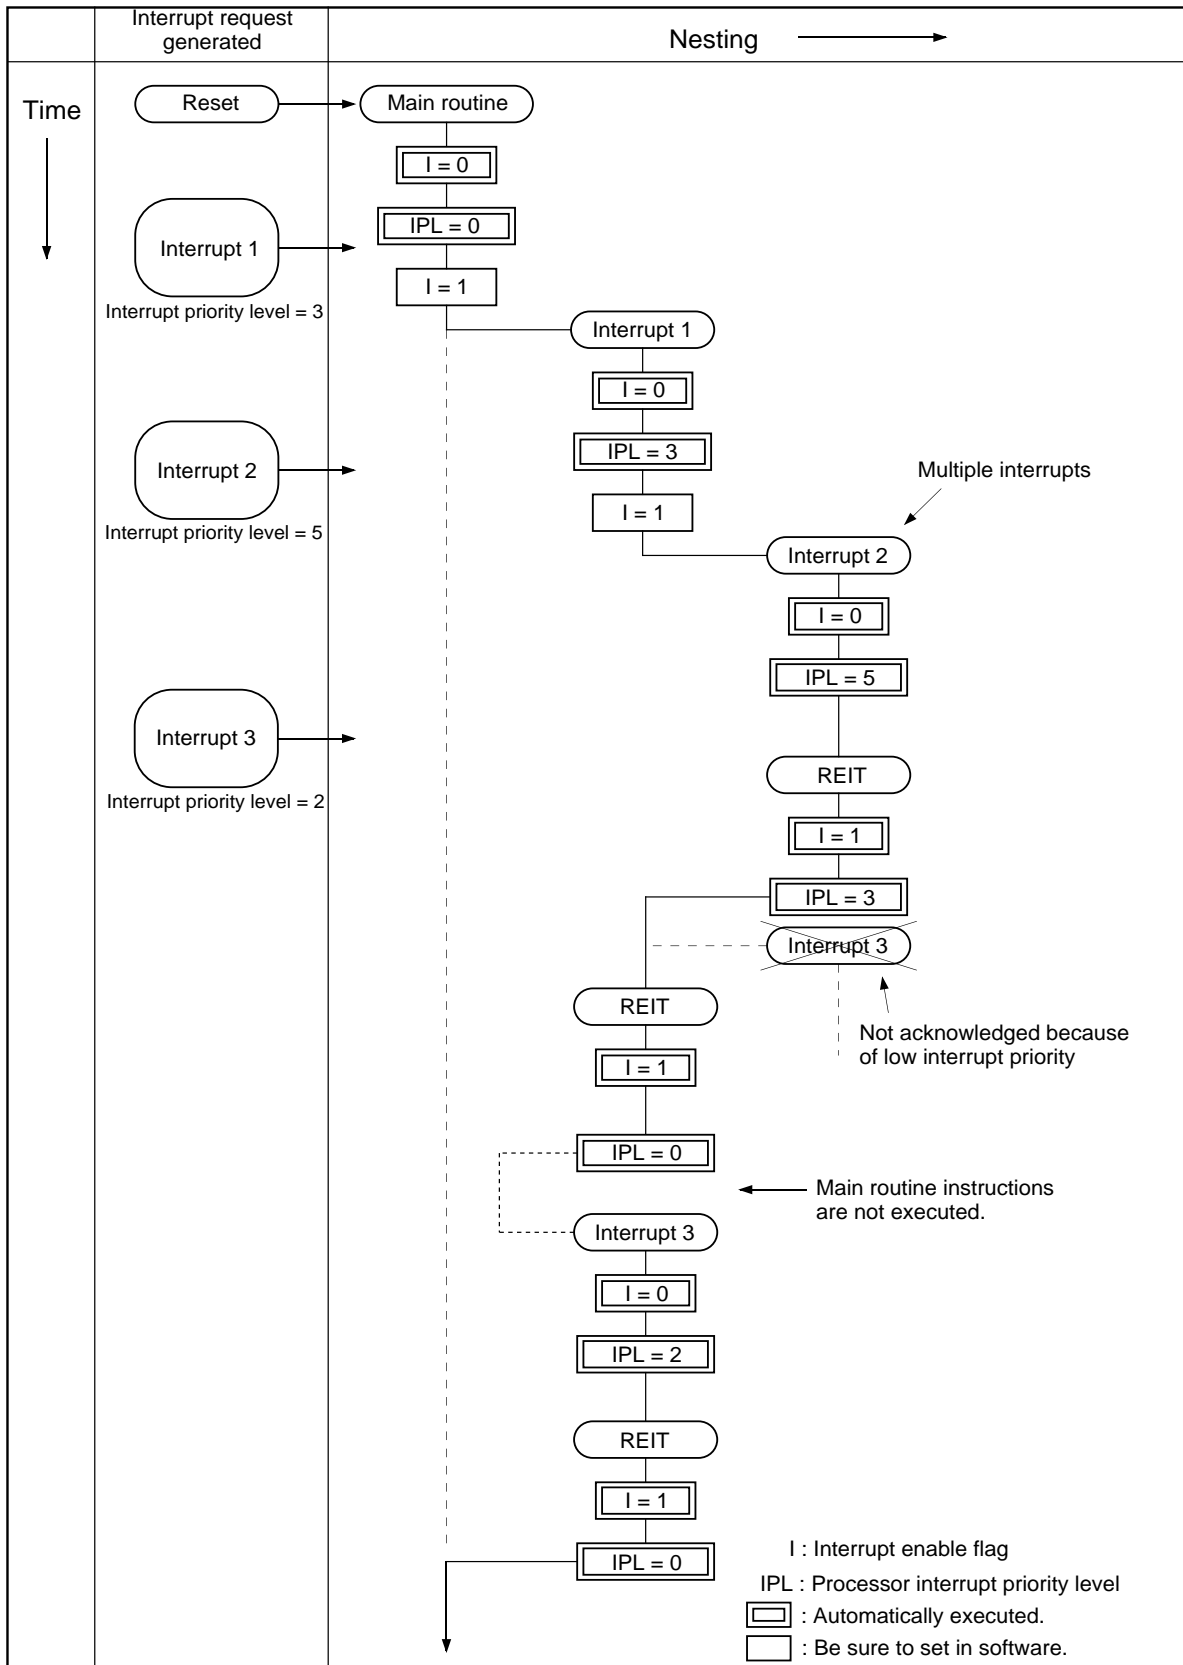 Interrupt request
generated
Nesting
Time
Reset
Main routine
I = 0
IPL = 0
Interrupt 1
I = 1
Interrupt priority level = 3
Interrupt 1
I = 0
IPL = 3
Interrupt 2
Multiple interrupts
I = 1
Interrupt priority level = 5
Interrupt 2
I = 0
IPL = 5
Interrupt 3
REIT
Interrupt priority level = 2
I = 1
IPL = 3
Interrupt 3
REIT
Not acknowledged because
of low interrupt priority
I = 1
IPL = 0
Main routine instructions
are not executed.
Interrupt 3
I = 0
IPL = 2
REIT
I = 1
IPL = 0
I : Interrupt enable flag
IPL : Processor interrupt priority level
: Automatically executed.
: Be sure to set in software.